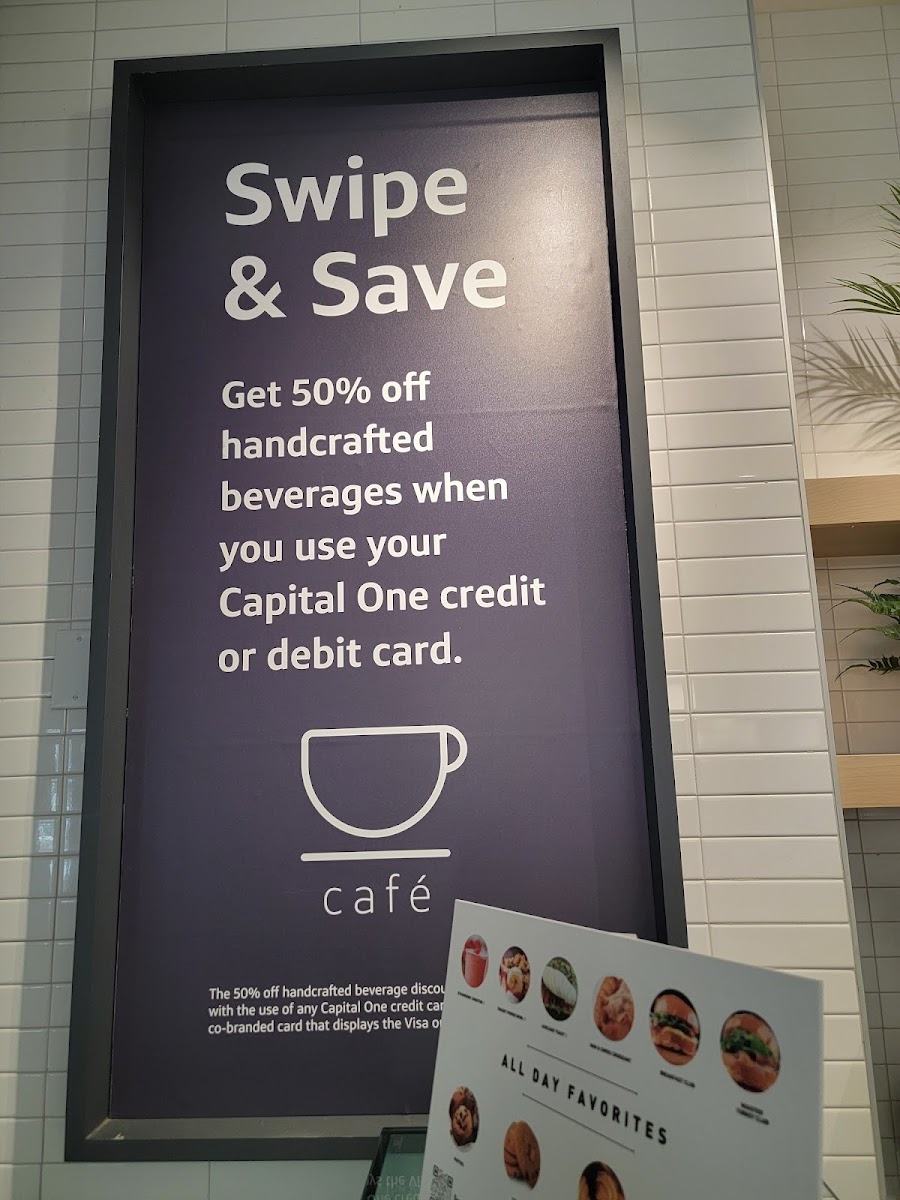 Swipe
& Save
Get 50% off
handcrafted
beverages when
you use your
Capital One credit
or debit card.
café
The 50% off handcrafted beverage
with the use of any Capital One credit
co-branded card that displays the Visa
ALL DAY FAVORITES